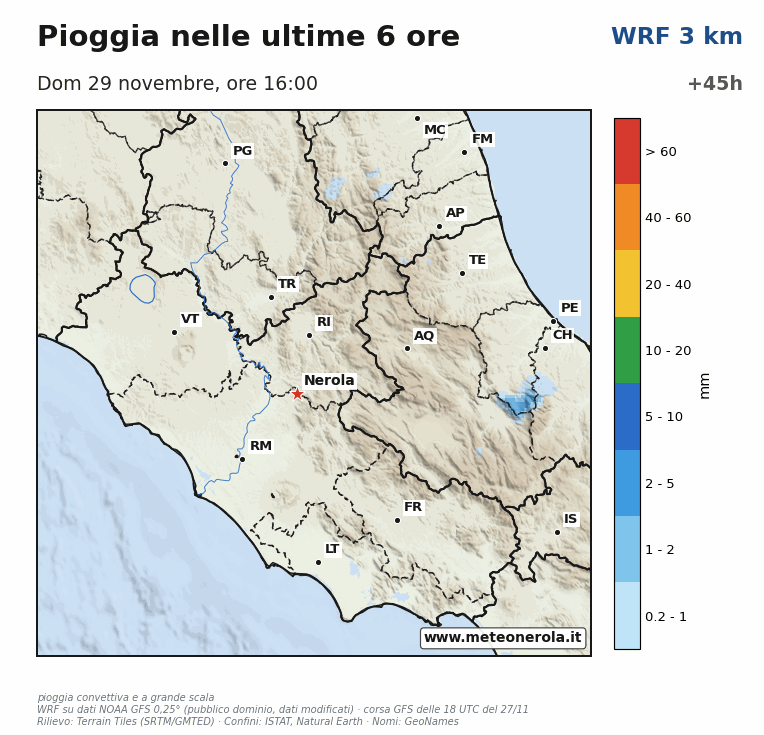 Pioggia nelle ultime 6 ore
WRF 3 km
Dom 29 novembre, ore 16:00
+45h
MC
FM
PG
AP
TE
TR
PE
VT
RI
AQ
CH
Nerola
RM
FR
IS
LT
www.meteonerola.it
> 60
40 - 60
20 - 40
10 - 20
5 - 10
2 - 5
1 - 2
0.2 - 1
mm
pioggia convettiva e a grande scala
WRF su dati NOAA GFS 0,25° (pubblico dominio, dati modificati) · corsa GFS delle 18 UTC del 27/11
Rilievo: Terrain Tiles (SRTM/GMTED) · Confini: ISTAT, Natural Earth · Nomi: GeoNames